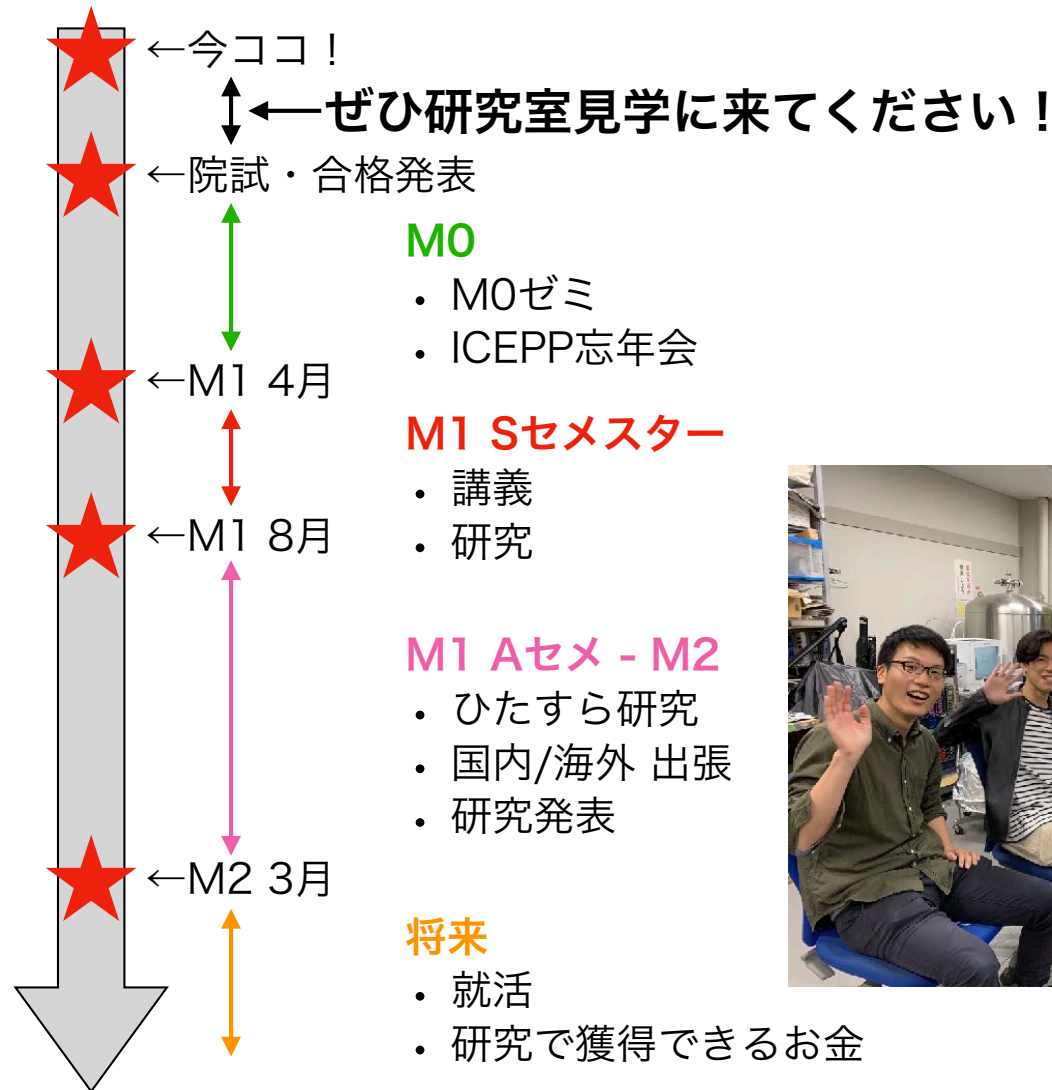 ←今ココ！
←ぜひ研究室見学に来てください！
←院試・合格発表
M0
• M0ゼミ
• ICEPP忘年会
←M1 4月
M1 Sセメスター
• 講義
• 研究
←M1 8月
M1 Aセメ - M2
• ひたすら研究
• 国内/海外 出張
• 研究発表
←M2 3月
将来
• 就活
• 研究で獲得できるお金